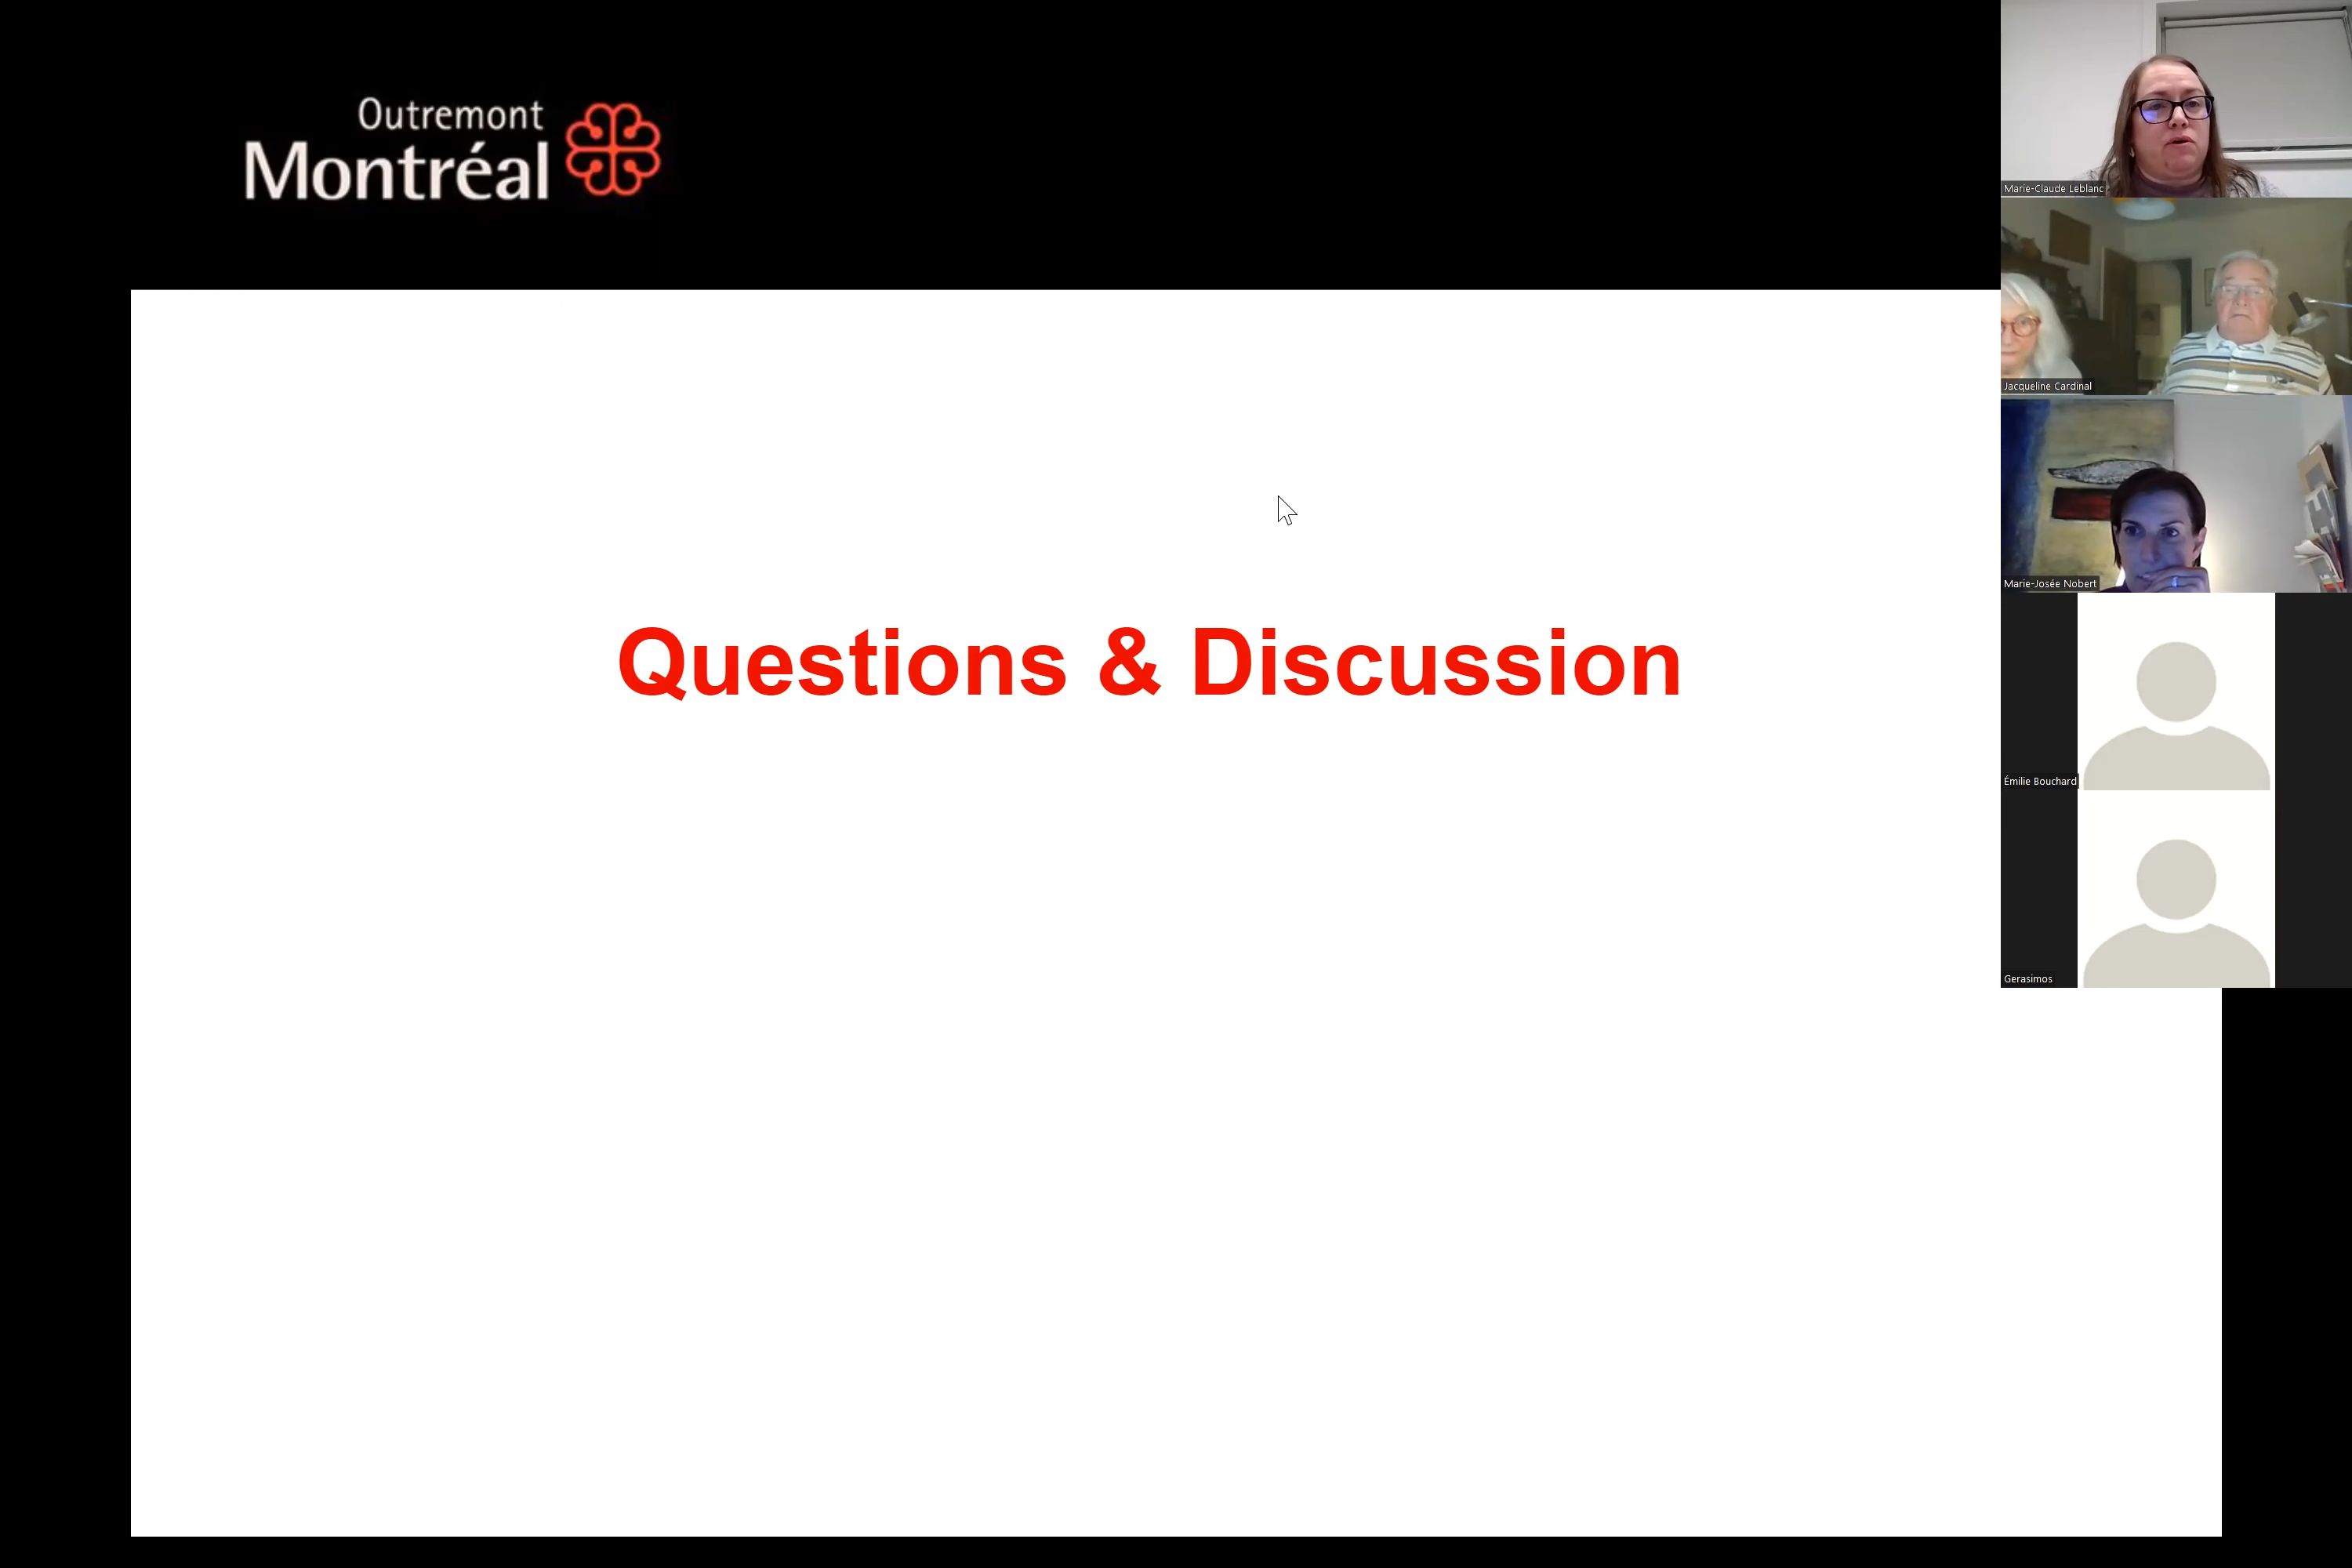 Outremont
Montréal
Questions & Discussion
Marie-Claude Leblanc
Jacqueline Cardinal
Marie-Josée Nobert
Émilie Bouchard
Gerasimos